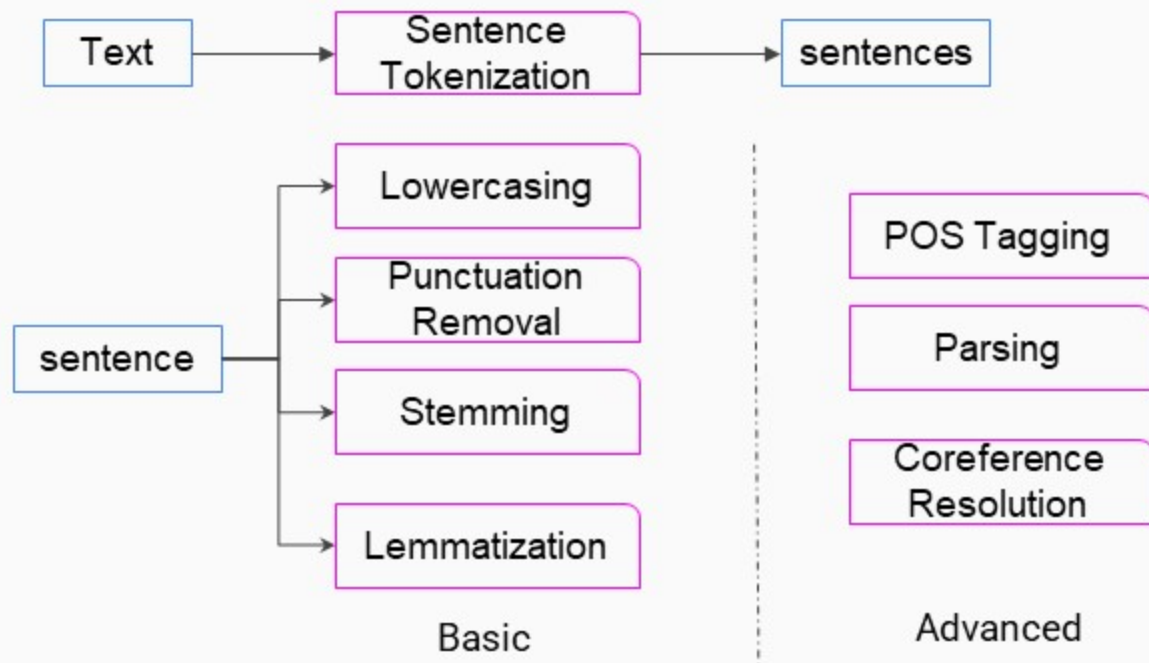 Text
Sentence
Tokenization
sentences
Lowercasing
Punctuation
Removal
sentence
Stemming
Lemmatization
Basic
POS Tagging
Parsing
Coreference
Resolution
Advanced